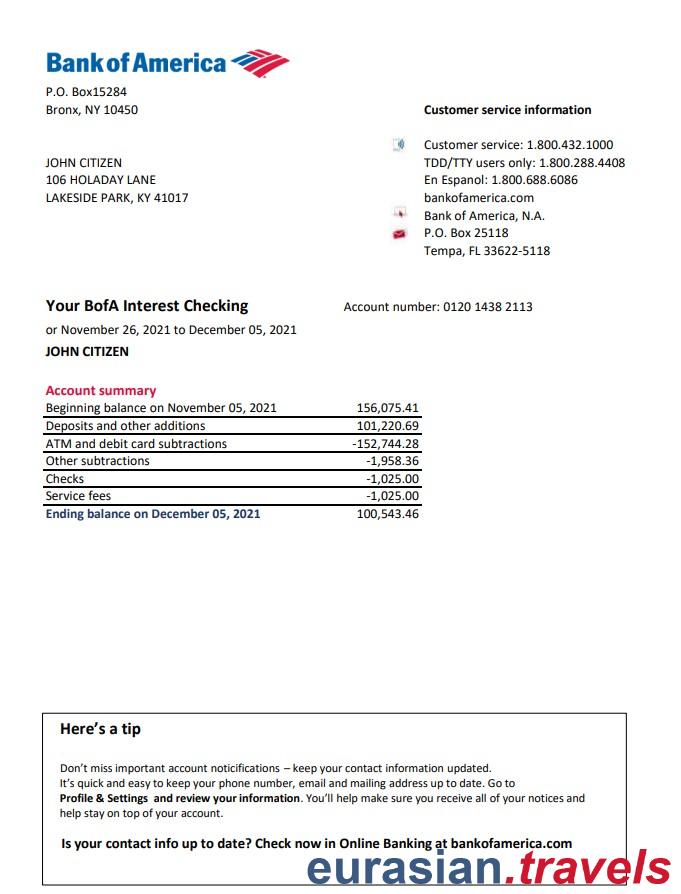 Bank of America
P.O. Box15284
Bronx, NY 10450
Customer service information
Customer service: 1.800.432.1000
JOHN CITIZEN
TDD/TTY users only: 1.800.288.4408
106 HOLADAY LANE
En Espanol: 1.800.688.6086
LAKESIDE PARK, KY 41017
bankofamerica.com
Bank of America, N.A.
P.O. Box 25118
Tempa, FL 33622-5118
Your BofA Interest Checking
Account number: 0120 1438 2113
or November 26, 2021 to December 05, 2021
JOHN CITIZEN
Account summary
Beginning balance on November 05, 2021 156,075.41
Deposits and other additions 101,220.69
ATM and debit card subtractions -152,744.28
Other subtractions -1,958.36
Checks -1,025.00
Service fees -1,025.00
Ending balance on December 05, 2021 100,543.46
Here's a tip
Don't miss important account noticifications – keep your contact information updated.
It's quick and easy to keep your phone number, email and mailing address up to date. Go to
Profile & Settings and review your information. You'll help make sure you receive all of your notices and
help stay on top of your account.
Is your contact info up to date? Check now in Online Banking at bankofamerica.com
eurasian.travels